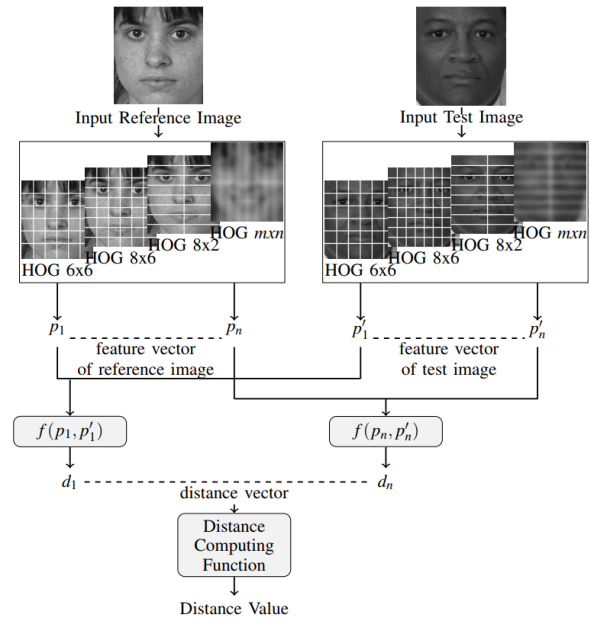 Input Reference Image
Input Test Image
HOG 6x6
HOG 8x6
HOG 8x2
HOG mxn
HOG 6x6
HOG 8x6
HOG 8x2
HOG mxn
p₁
pₙ
p′₁
p′ₙ
feature vector
of reference image
feature vector
of test image
f(p₁, p′₁)
f(pₙ, p′ₙ)
d₁
dₙ
distance vector
Distance
Computing
Function
Distance Value